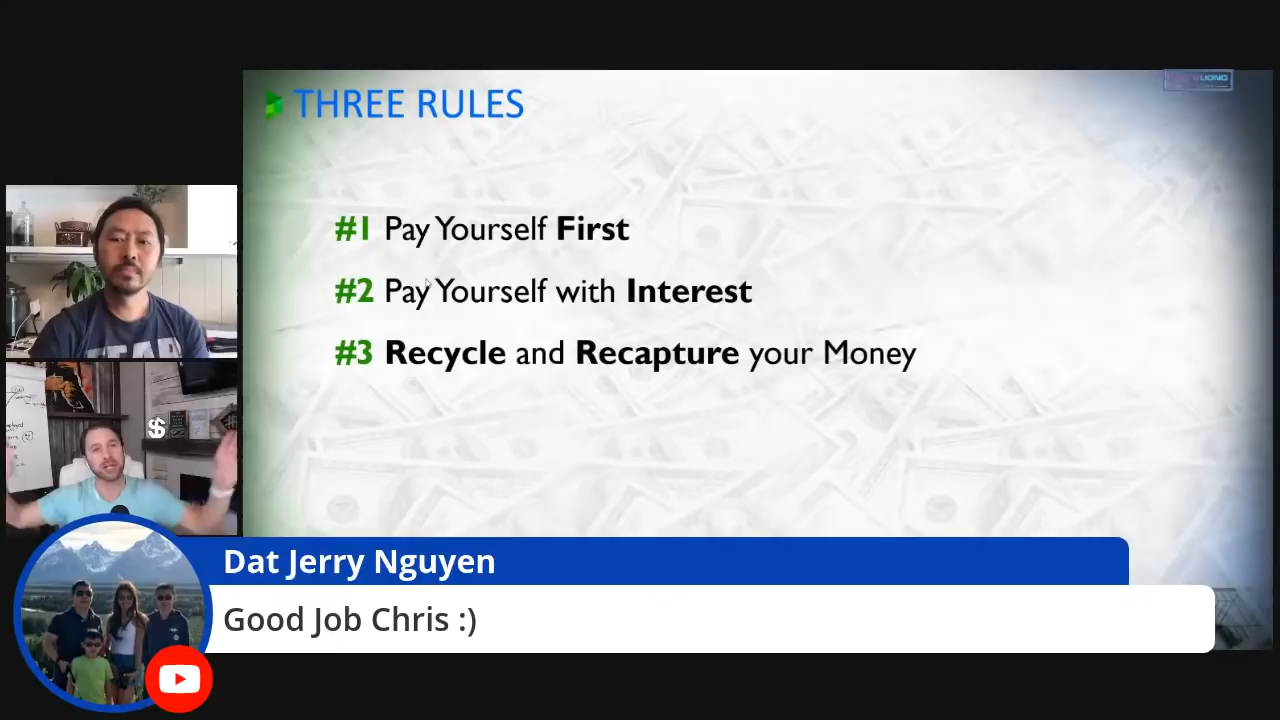 THREE RULES
#1 Pay Yourself First
#2 Pay Yourself with Interest
#3 Recycle and Recapture your Money
$
Dat Jerry Nguyen
Good Job Chris :)